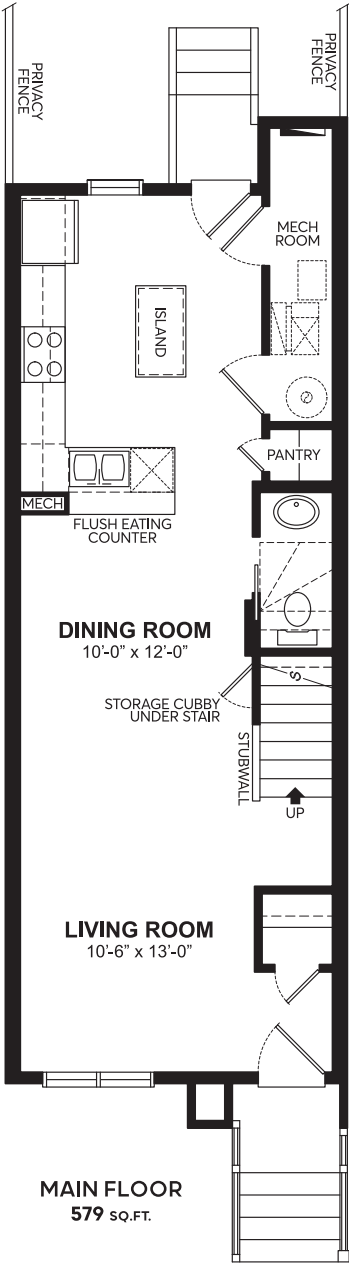 PRIVACY
FENCE
PRIVACY
FENCE
MECH
ROOM
ISLAND
PANTRY
MECH
FLUSH EATING
COUNTER
DINING ROOM
10'-0" x 12'-0"
STORAGE CUBBY
UNDER STAIR
S
STUBWALL
UP
LIVING ROOM
10'-6" x 13'-0"
MAIN FLOOR
579 SQ.FT.